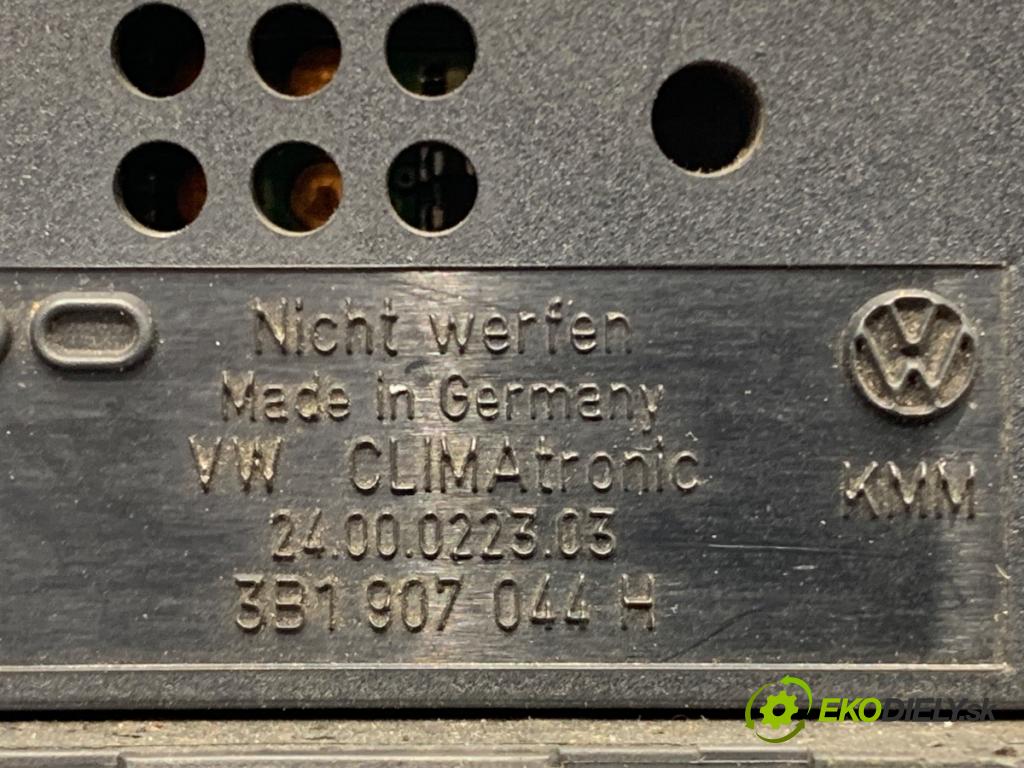 Nicht werfen
Made in Germany
VW CLIMAtronic
KMM
24.00.0223.03
3B1 907 044 H
EKODIELY.sk